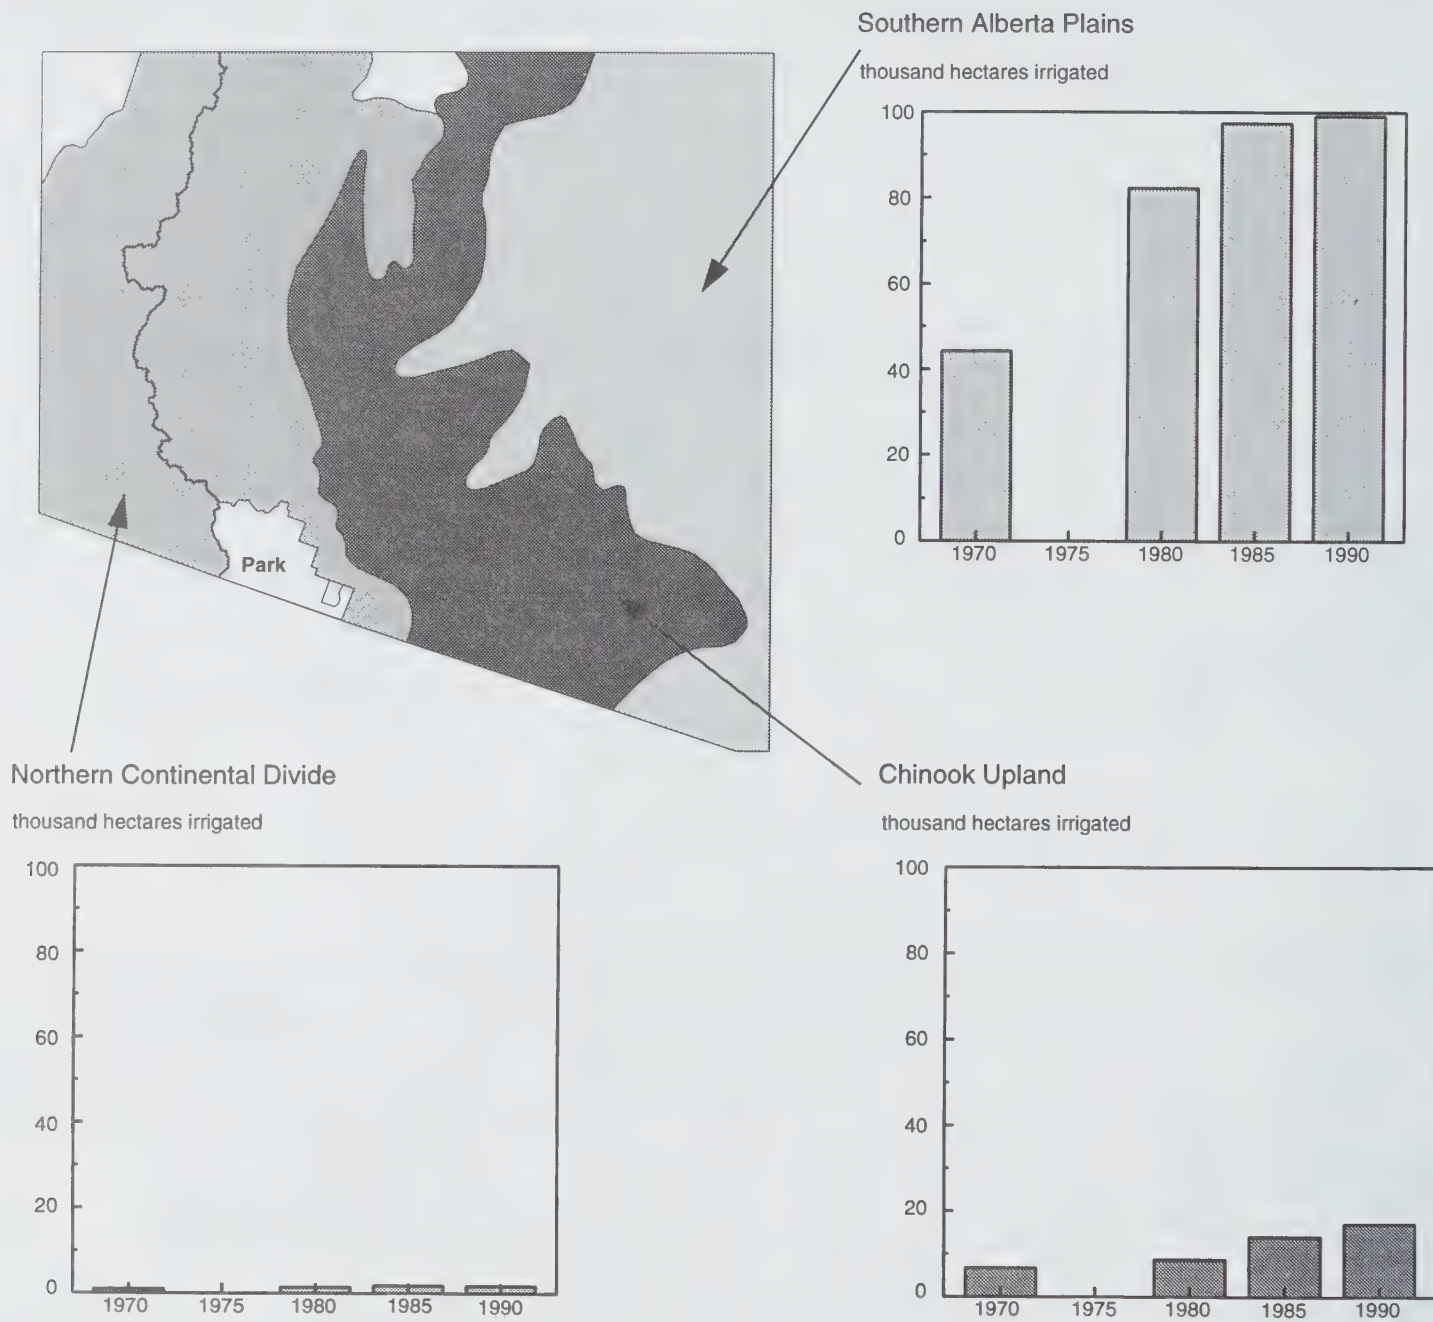 Southern Alberta Plains
thousand hectares irrigated
100
80
60
40
20
0
1970 1975 1980 1985 1990
Park
Northern Continental Divide
thousand hectares irrigated
100
80
60
40
20
0
1970 1975 1980 1985 1990
Chinook Upland
thousand hectares irrigated
100
80
60
40
20
0
1970 1975 1980 1985 1990